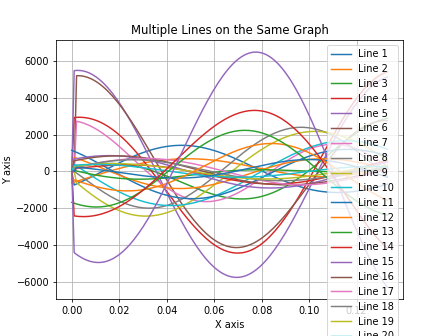 Multiple Lines on the Same Graph
Y axis
6000
4000
2000
0
−2000
−4000
−6000
0.00
0.02
0.04
0.06
0.08
0.10
X axis
Line 1
Line 2
Line 3
Line 4
Line 5
Line 6
Line 7
Line 8
Line 9
Line 10
Line 11
Line 12
Line 13
Line 14
Line 15
Line 16
Line 17
Line 18
Line 19
Line 20